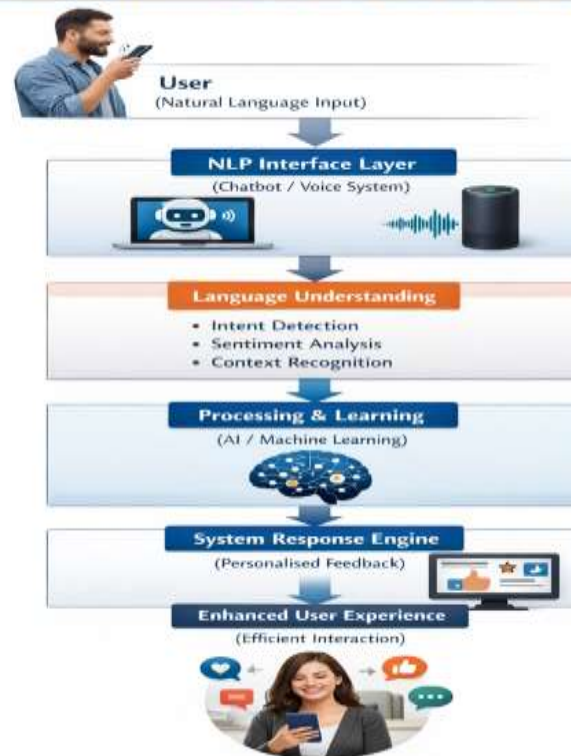 User
(Natural Language Input)
NLP Interface Layer
(Chatbot / Voice System)
Language Understanding
• Intent Detection
• Sentiment Analysis
• Context Recognition
Processing & Learning
(AI / Machine Learning)
System Response Engine
(Personalised Feedback)
Enhanced User Experience
(Efficient Interaction)